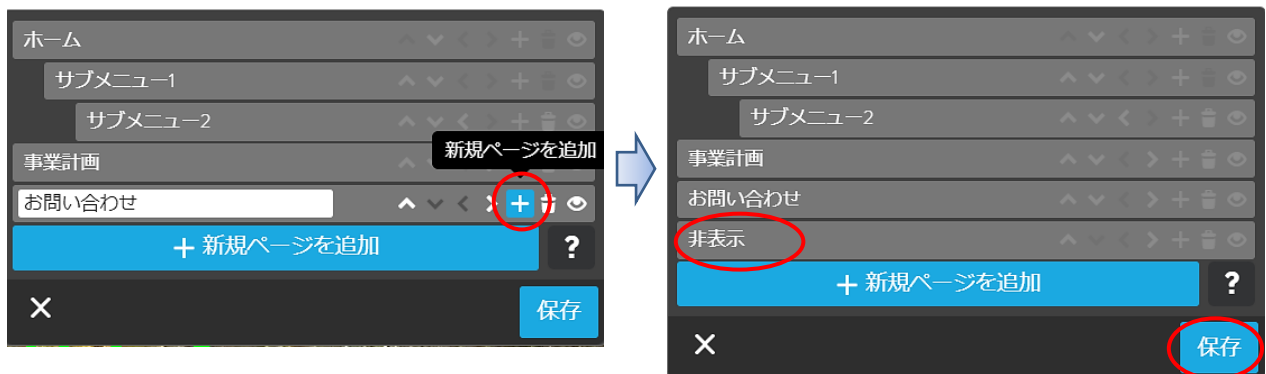 ホーム
サブメニュー1
サブメニュー2
新規ページを追加
事業計画
お問い合わせ
+ 新規ページを追加
?
×
保存
ホーム
サブメニュー1
サブメニュー2
事業計画
お問い合わせ
非表示
+ 新規ページを追加
?
×
保存